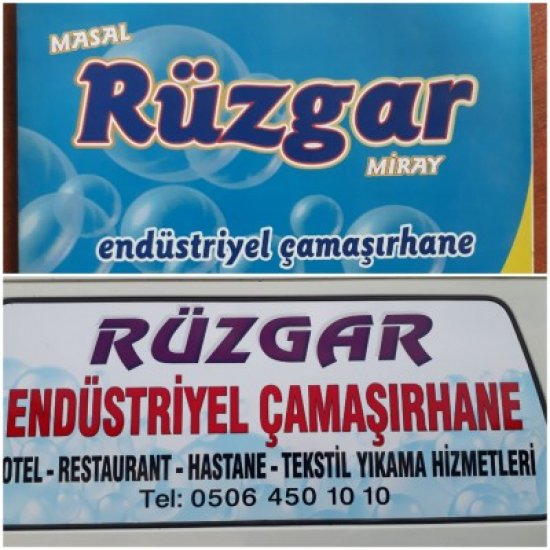 MASAL
Rüzgar
MİRAY
endüstriyel çamaşırhane
RÜZGAR
ENDÜSTRİYEL ÇAMAŞIRHANE
OTEL - RESTAURANT - HASTANE - TEKSTİL YIKAMA HİZMETLERİ
Tel: 0506 450 10 10